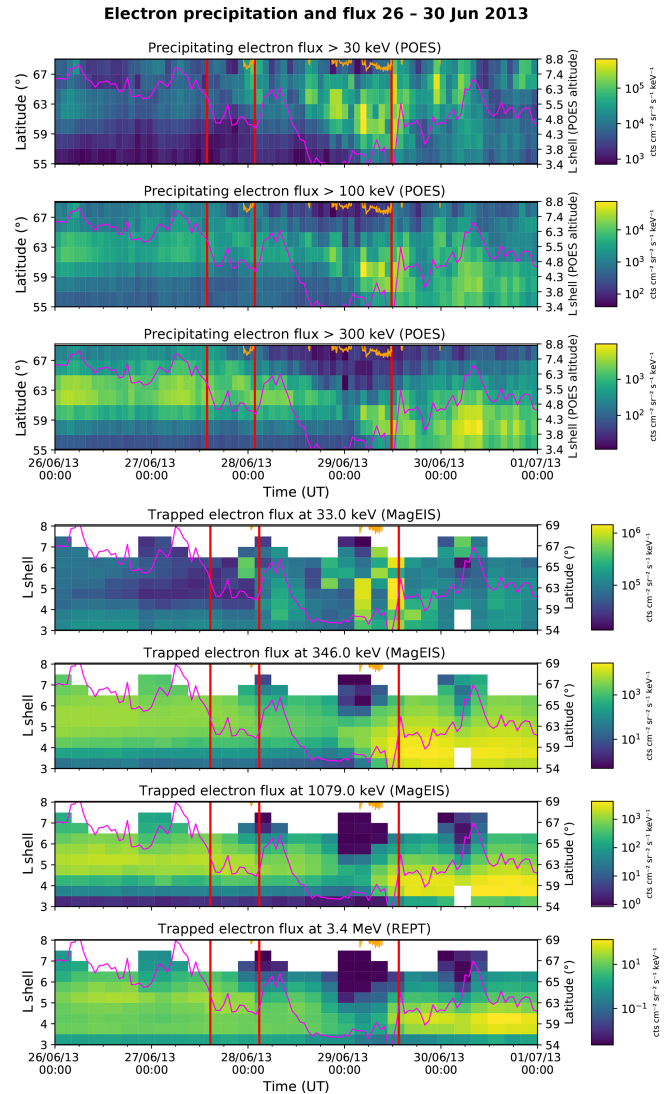 Electron precipitation and flux 26 – 30 Jun 2013
Precipitating electron flux > 30 keV (POES)
Latitude (°)
67
63
59
55
8.8
7.4
6.3
5.5
4.8
4.3
3.8
3.4
L shell (POES altitude)
10⁵
10⁴
10³
cts cm⁻² sr⁻² s⁻¹ keV⁻¹
Precipitating electron flux > 100 keV (POES)
Latitude (°)
67
63
59
55
8.8
7.4
6.3
5.5
4.8
4.3
3.8
3.4
L shell (POES altitude)
10⁴
10³
10²
cts cm⁻² sr⁻² s⁻¹ keV⁻¹
Precipitating electron flux > 300 keV (POES)
Latitude (°)
67
63
59
55
8.8
7.4
6.3
5.5
4.8
4.3
3.8
3.4
L shell (POES altitude)
10³
10²
cts cm⁻² sr⁻² s⁻¹ keV⁻¹
26/06/13 27/06/13 28/06/13 29/06/13 30/06/13 01/07/13
00:00 00:00 00:00 00:00 00:00 00:00
Time (UT)
Trapped electron flux at 33.0 keV (MagEIS)
L shell
8
7
6
5
4
3
69
67
65
63
59
54
Latitude (°)
10⁶
10⁵
cts cm⁻² sr⁻² s⁻¹ keV⁻¹
Trapped electron flux at 346.0 keV (MagEIS)
L shell
8
7
6
5
4
3
69
67
65
63
59
54
Latitude (°)
10³
10¹
cts cm⁻² sr⁻² s⁻¹ keV⁻¹
Trapped electron flux at 1079.0 keV (MagEIS)
L shell
8
7
6
5
4
3
69
67
65
63
59
54
Latitude (°)
10³
10²
10¹
10⁰
cts cm⁻² sr⁻² s⁻¹ keV⁻¹
Trapped electron flux at 3.4 MeV (REPT)
L shell
8
7
6
5
4
3
69
67
65
63
59
54
Latitude (°)
10¹
10⁻¹
cts cm⁻² sr⁻² s⁻¹ keV⁻¹
26/06/13 27/06/13 28/06/13 29/06/13 30/06/13 01/07/13
00:00 00:00 00:00 00:00 00:00 00:00
Time (UT)